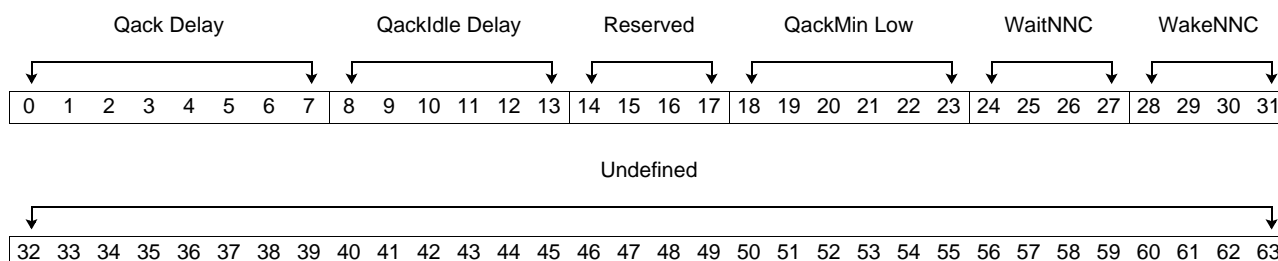 Qack Delay QackIdle Delay Reserved QackMin Low WaitNNC WakeNNC
0 1 2 3 4 5 6 7 8 9 10 11 12 13 14 15 16 17 18 19 20 21 22 23 24 25 26 27 28 29 30 31
Undefined
32 33 34 35 36 37 38 39 40 41 42 43 44 45 46 47 48 49 50 51 52 53 54 55 56 57 58 59 60 61 62 63